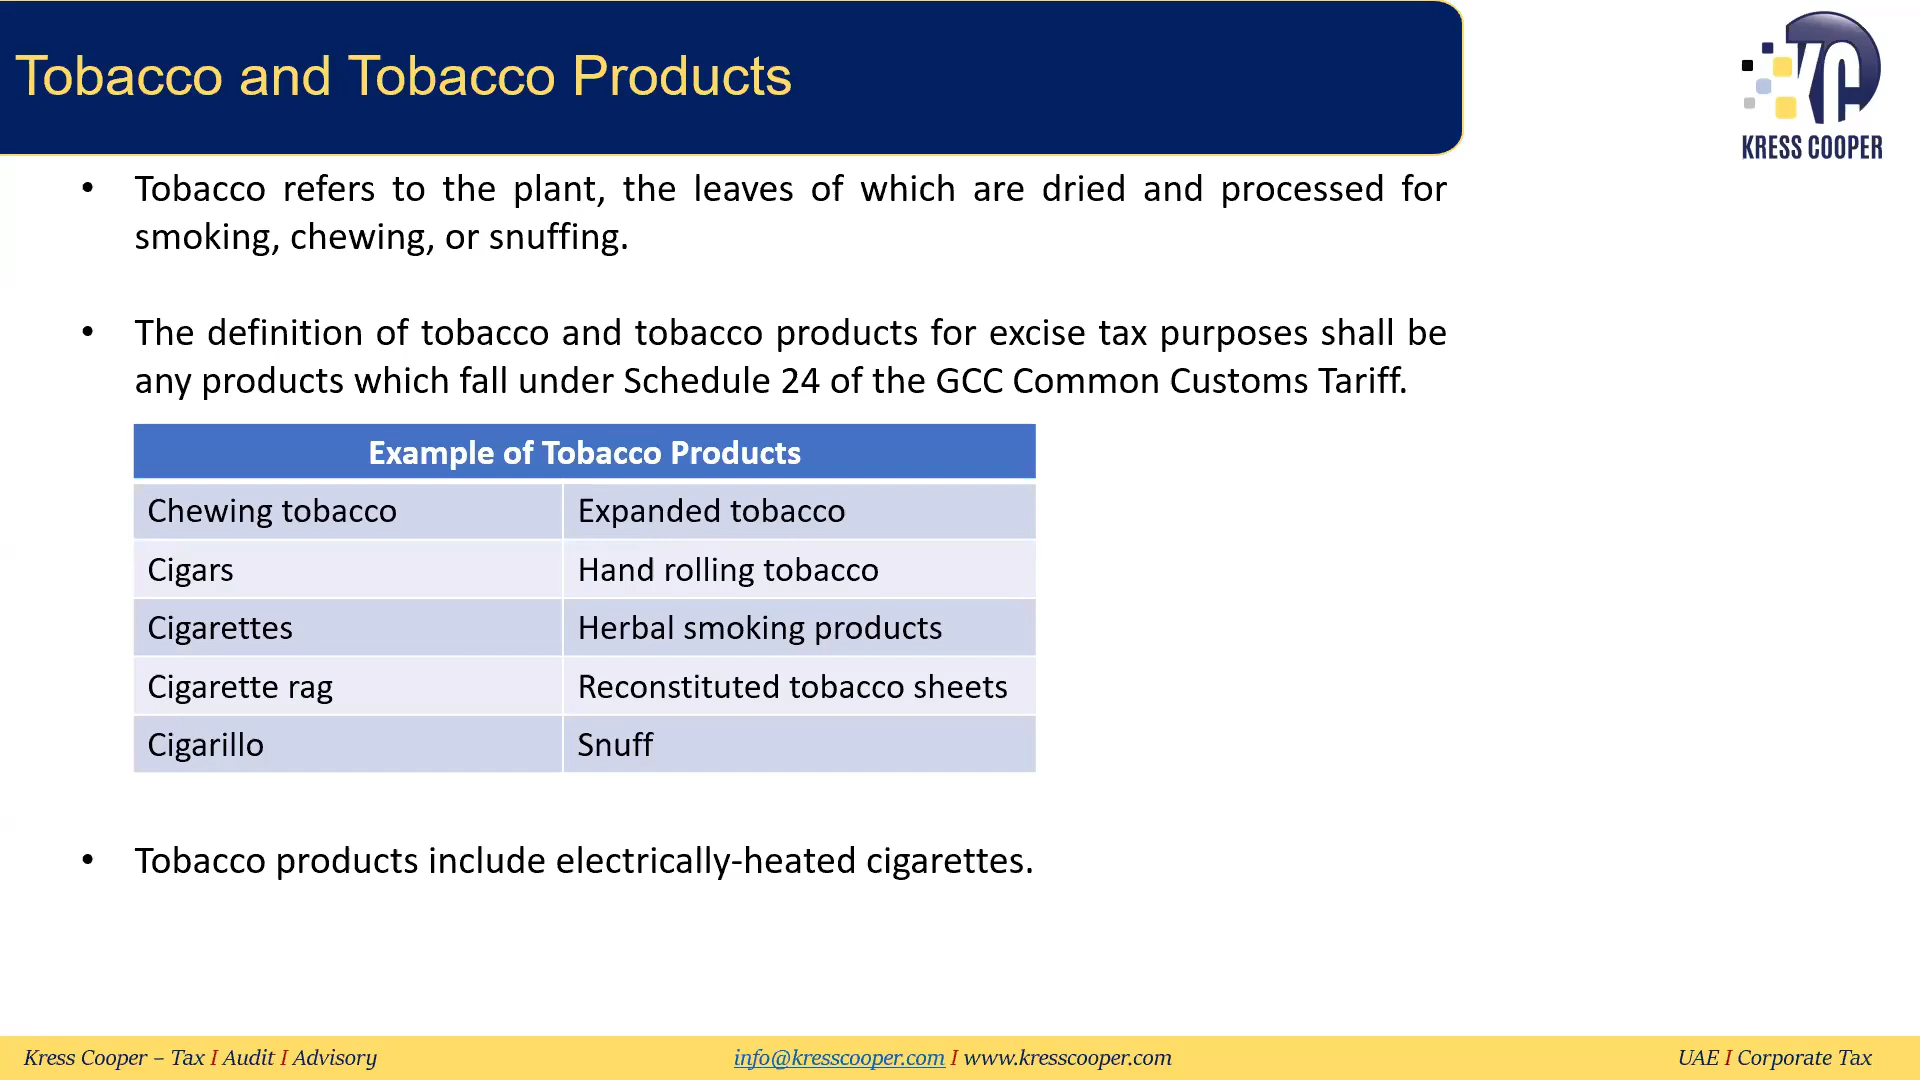 Tobacco and Tobacco Products
KC
KRESS COOPER
• Tobacco refers to the plant, the leaves of which are dried and processed for
smoking, chewing, or snuffing.
• The definition of tobacco and tobacco products for excise tax purposes shall be
any products which fall under Schedule 24 of the GCC Common Customs Tariff.
Example of Tobacco Products
Chewing tobacco Expanded tobacco
Cigars Hand rolling tobacco
Cigarettes Herbal smoking products
Cigarette rag Reconstituted tobacco sheets
Cigarillo Snuff
• Tobacco products include electrically-heated cigarettes.
Kress Cooper – Tax I Audit I Advisory info@kresscooper.com I www.kresscooper.com UAE I Corporate Tax